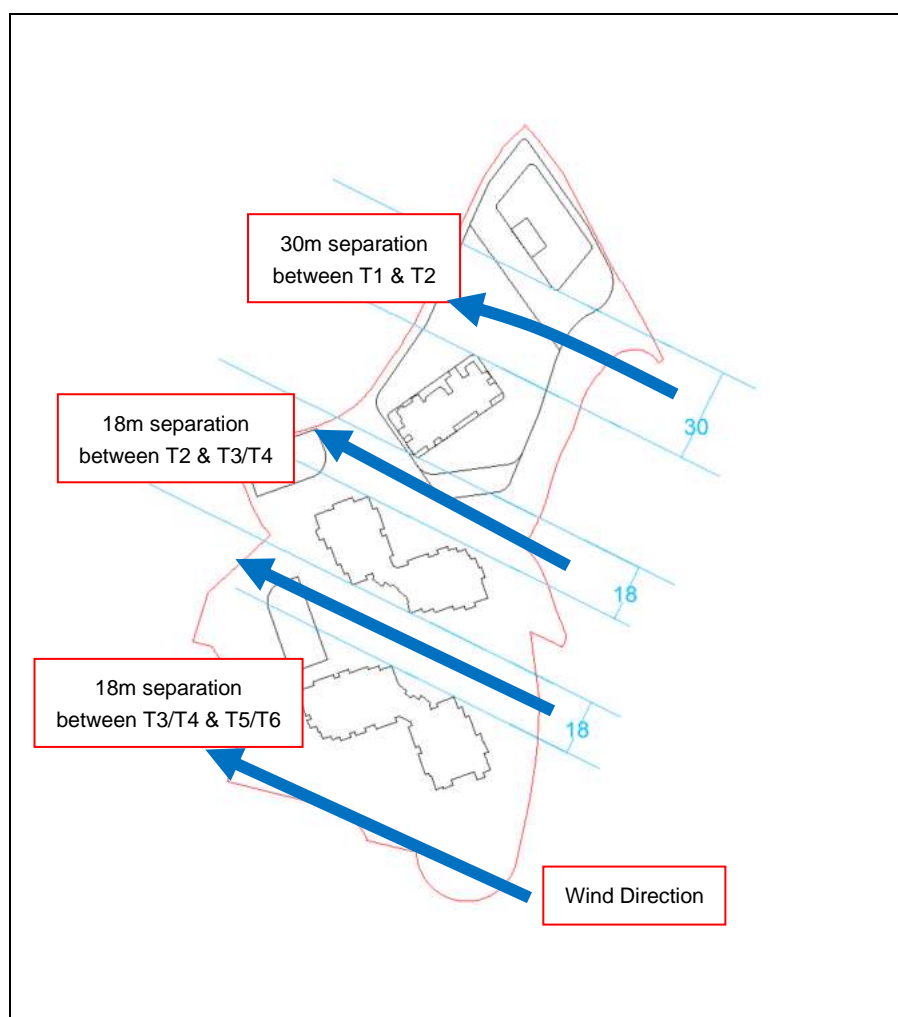 30m separation
between T1 & T2
30
18m separation
between T2 & T3/T4
18
18m separation
between T3/T4 & T5/T6
18
Wind Direction